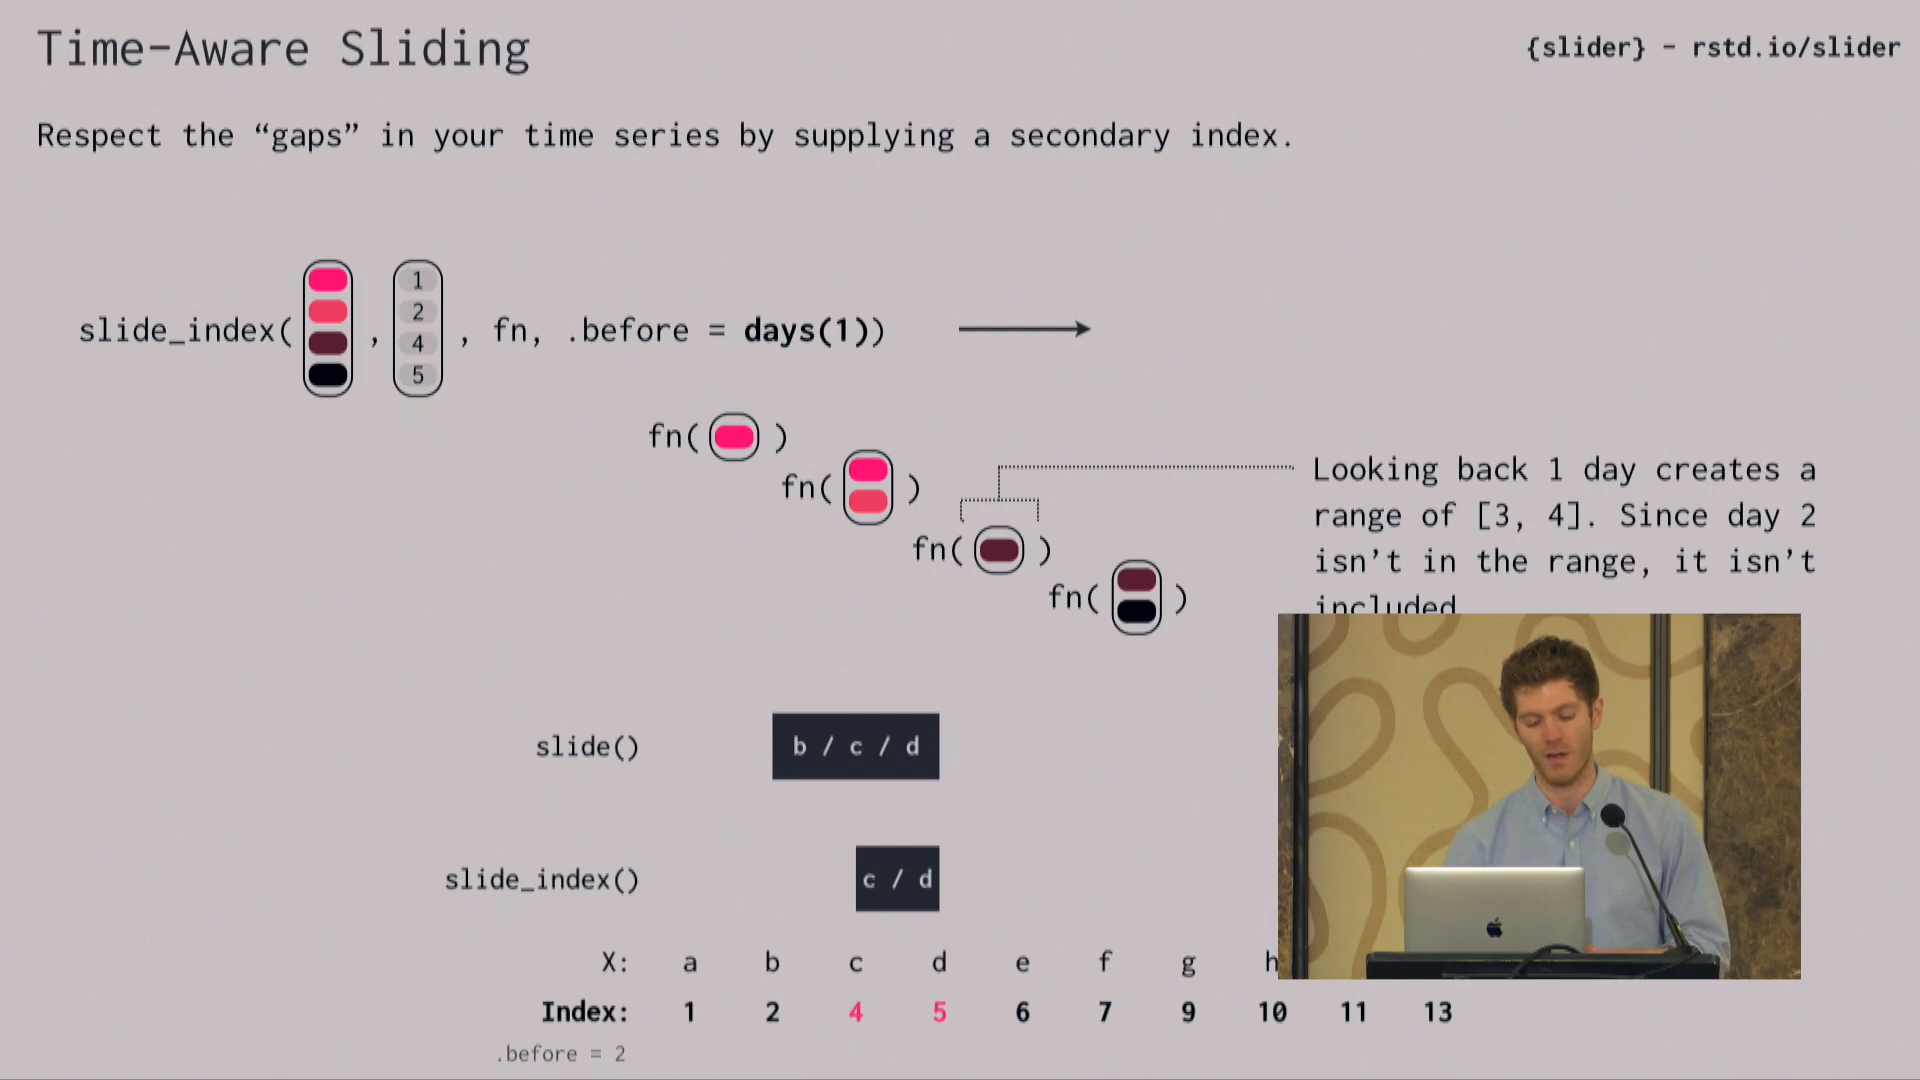 Time-Aware Sliding
{slider} - rstd.io/slider
Respect the “gaps” in your time series by supplying a secondary index.
slide_index( , 1 2 4 5 , fn, .before = days(1))
fn( )
fn( )
fn( )
fn( )
Looking back 1 day creates a
range of [3, 4]. Since day 2
isn’t in the range, it isn’t
included
slide() b / c / d
slide_index() c / d
X: a b c d e f g h
Index: 1 2 4 5 6 7 9 10 11 13
.before = 2